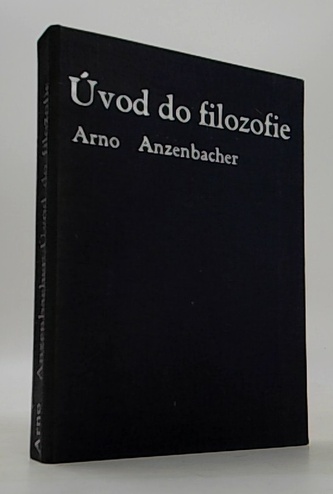 Úvod do filozofie
Arno Anzenbacher
Arno Anzenbacher:Úvod do filozofie